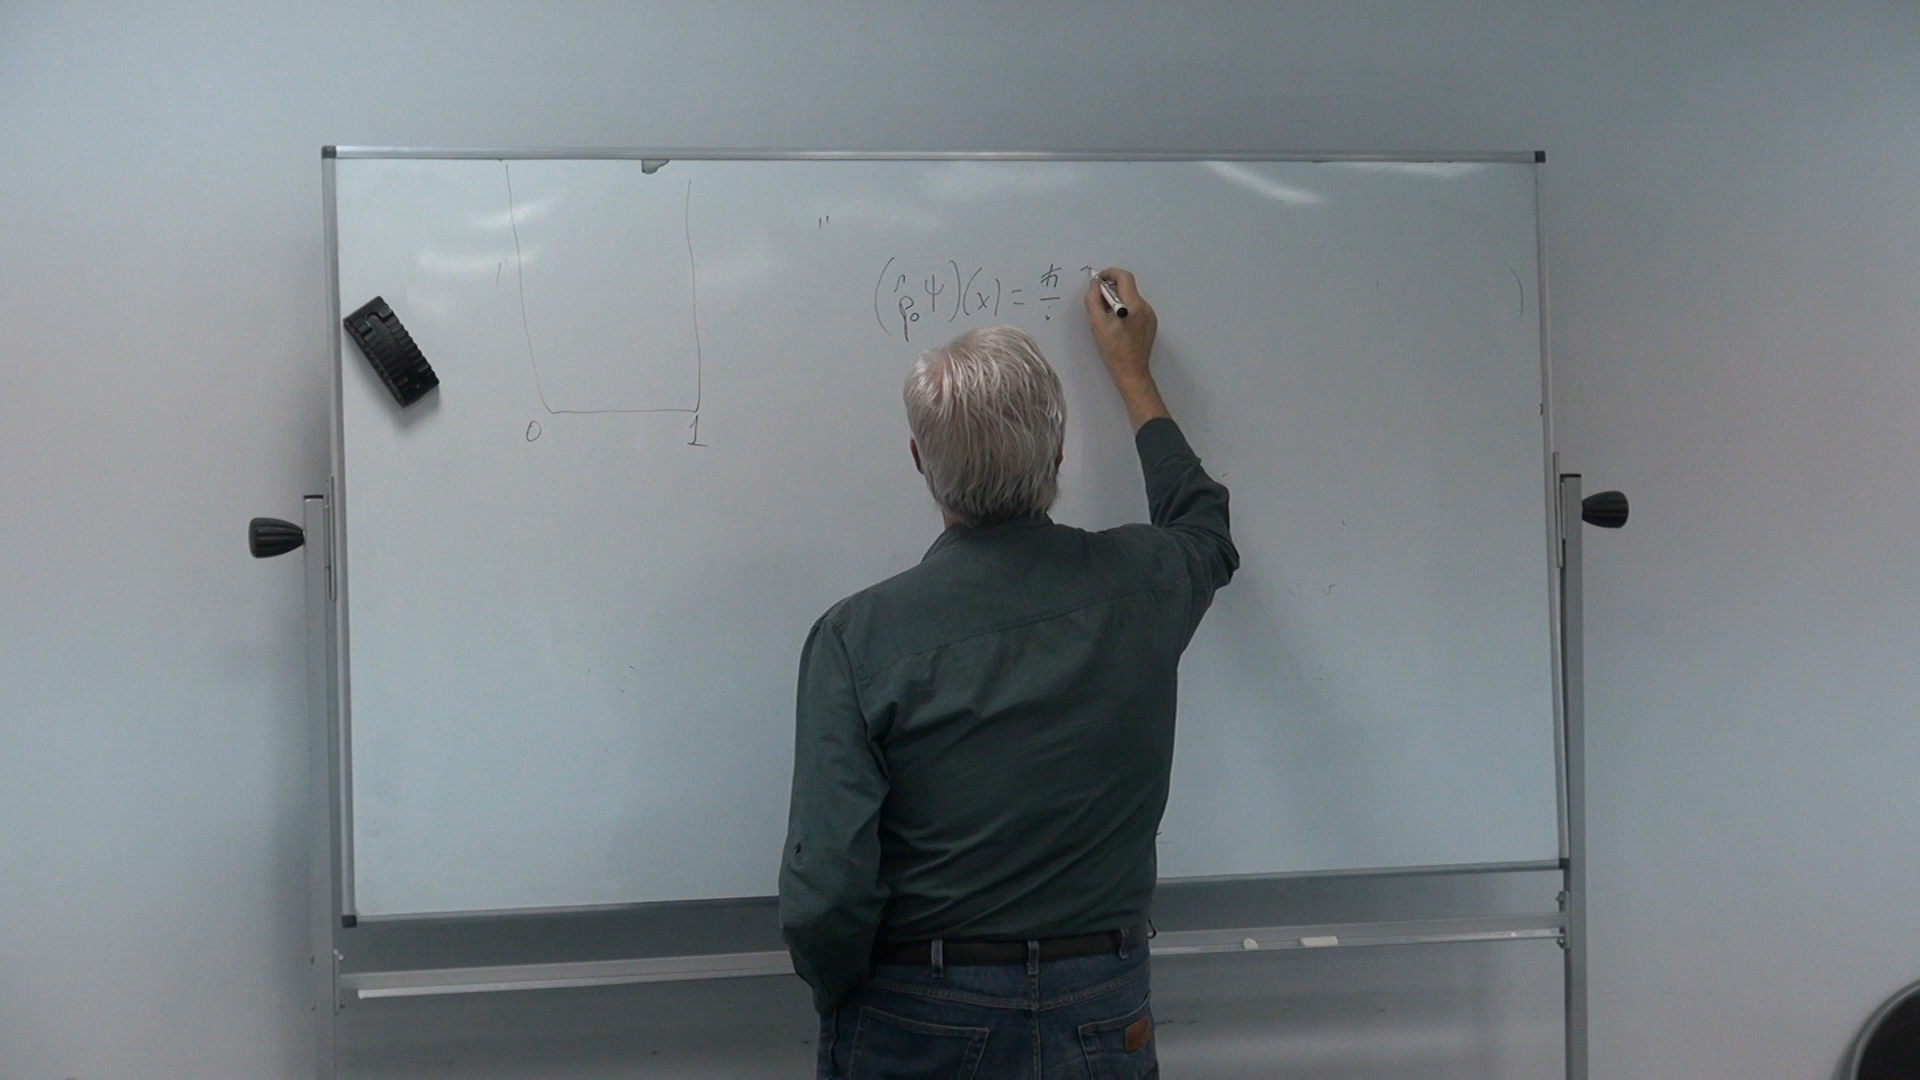 (p̂₀ψ)(x) = ħ/i
0 1